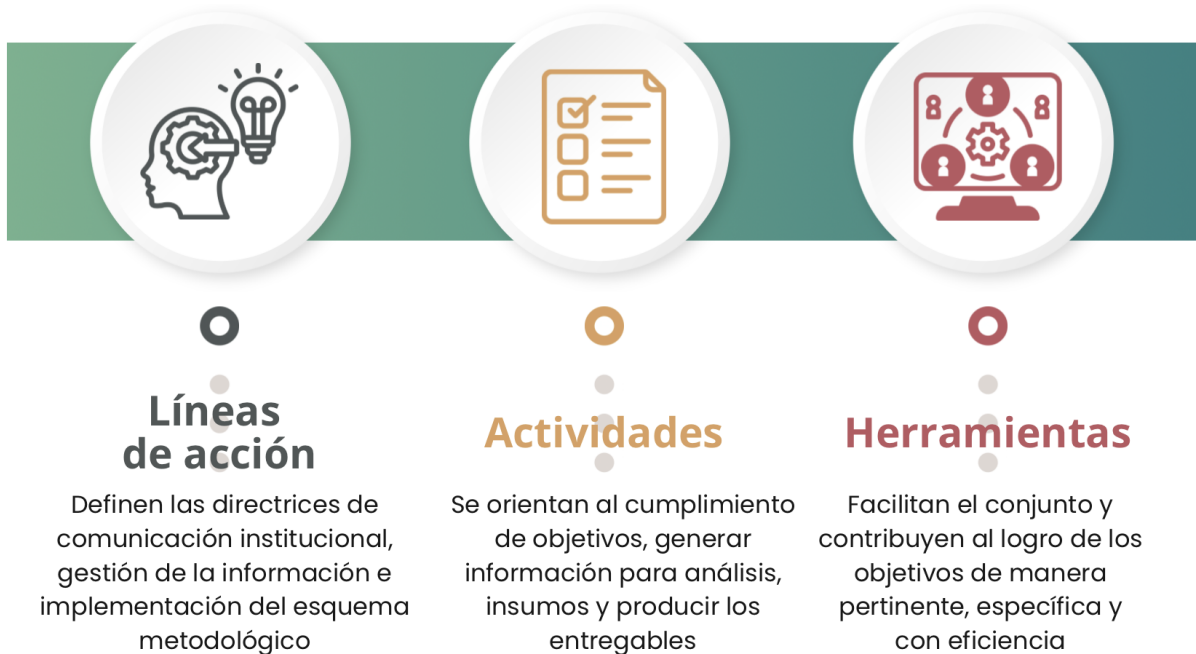 Líneas
de acción
Definen las directrices de
comunicación institucional,
gestión de la información e
implementación del esquema
metodológico
Actividades
Se orientan al cumplimiento
de objetivos, generar
información para análisis,
insumos y producir los
entregables
Herramientas
Facilitan el conjunto y
contribuyen al logro de los
objetivos de manera
pertinente, específica y
con eficiencia